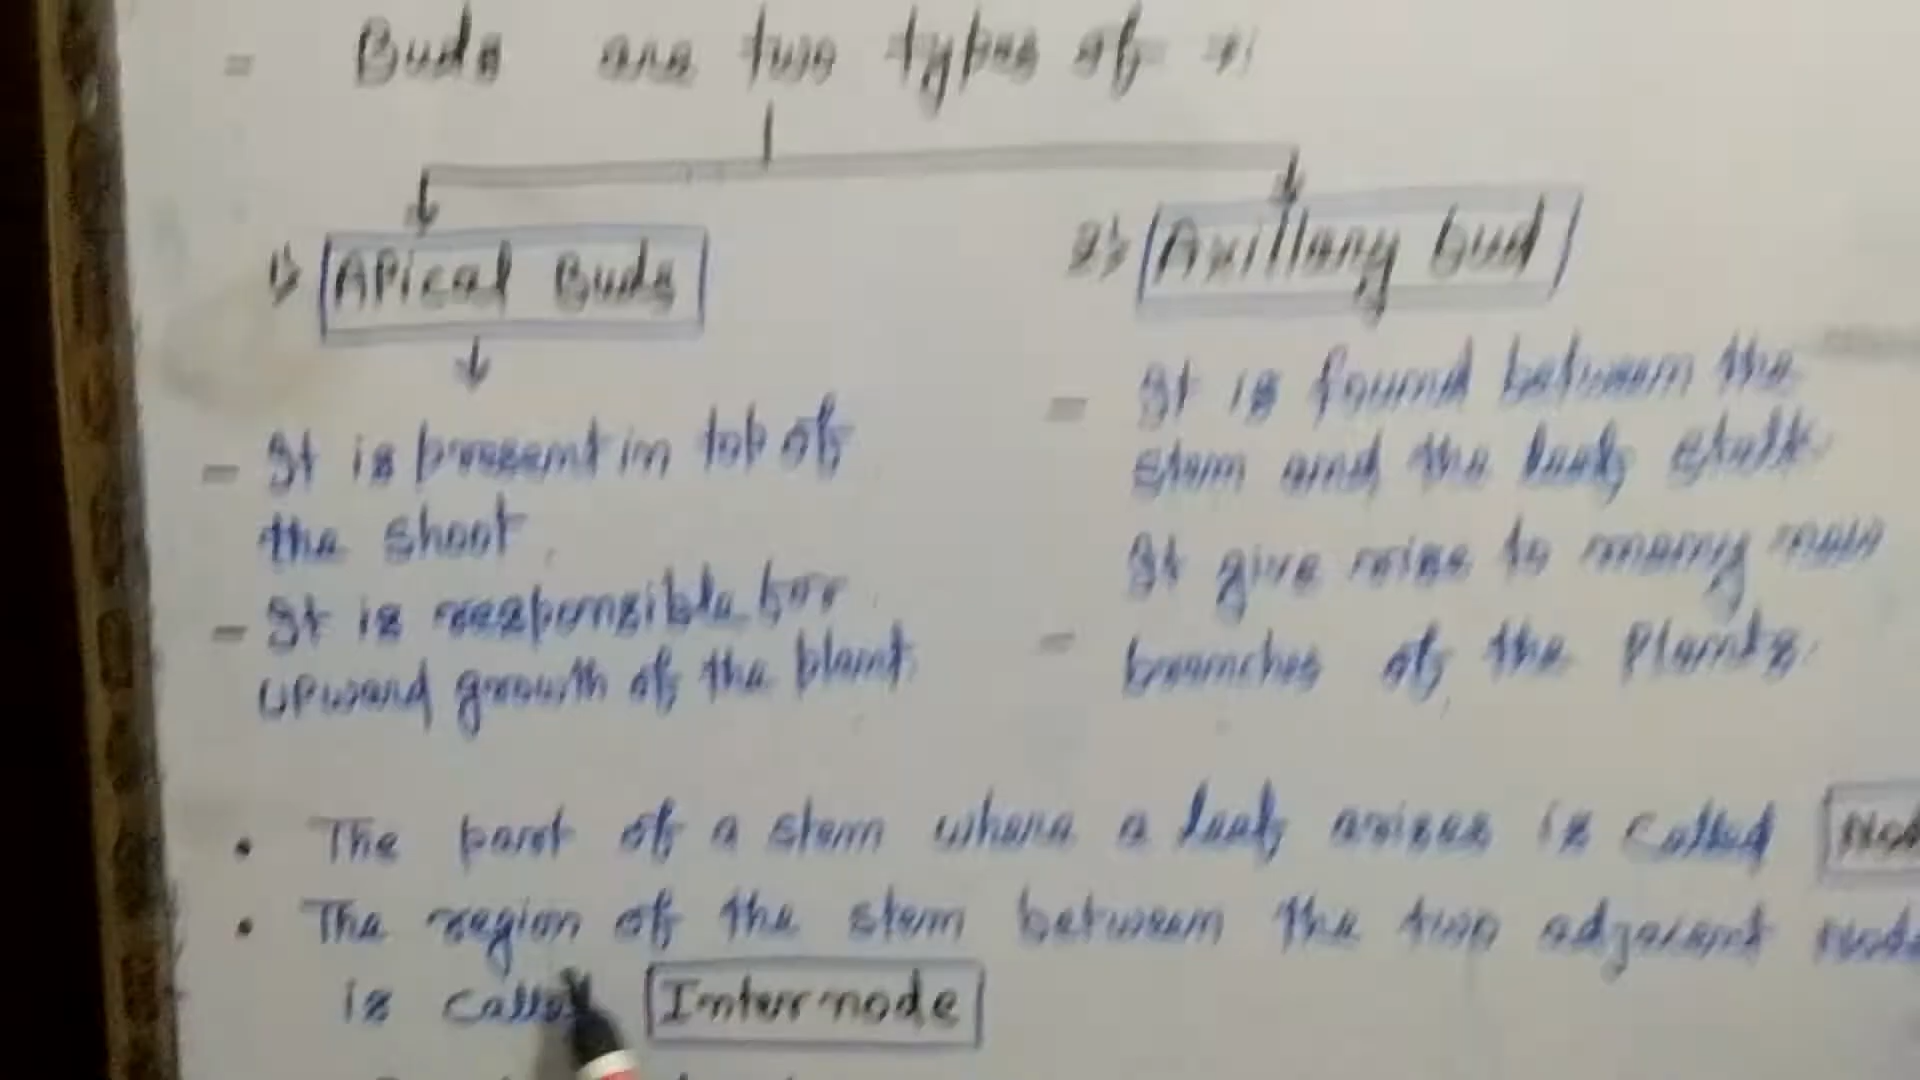 = Buds are two types of
1) Apical Buds
- It is present in top of
the shoot.
- It is responsible for
upward growth of the plant.
2) Axillary bud
= It is found between the
stem and the leaf stalk.
It give rise to many new
- branches of the Plants.
• The part of a stem where a leaf arises is called
• The region of the stem between the two adjacent
is called Internode